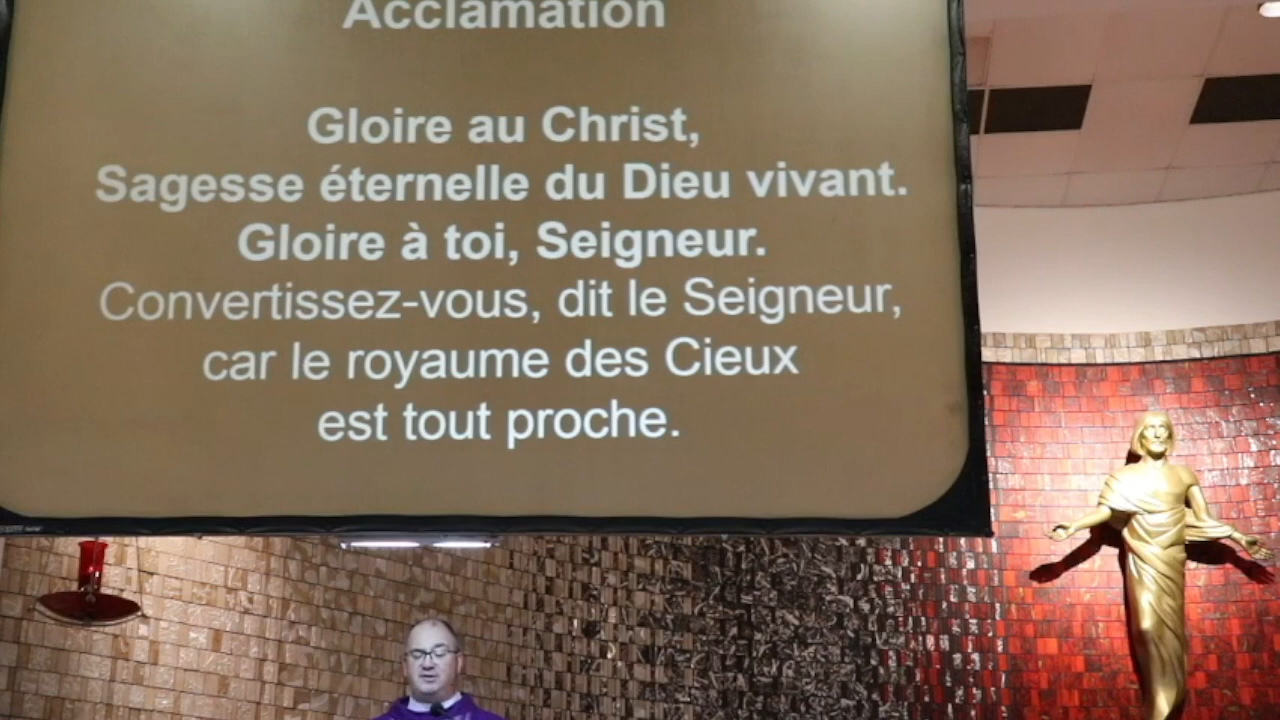 Acclamation
Gloire au Christ,
Sagesse éternelle du Dieu vivant.
Gloire à toi, Seigneur.
Convertissez-vous, dit le Seigneur,
car le royaume des Cieux
est tout proche.